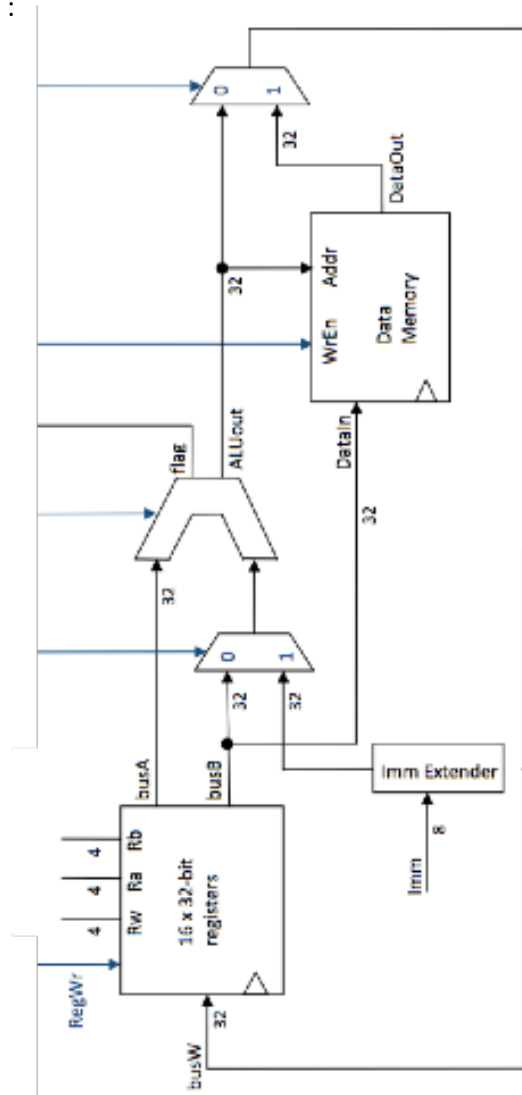 :
RegWr
4
4
4
Rw
Ra
Rb
16 x 32-bit
registers
busW
32
busA
busB
Imm
8
Imm Extender
32
32
0
1
32
flag
ALUout
DataIn
32
32
WrEn
Addr
Data
Memory
DataOut
32
0
1